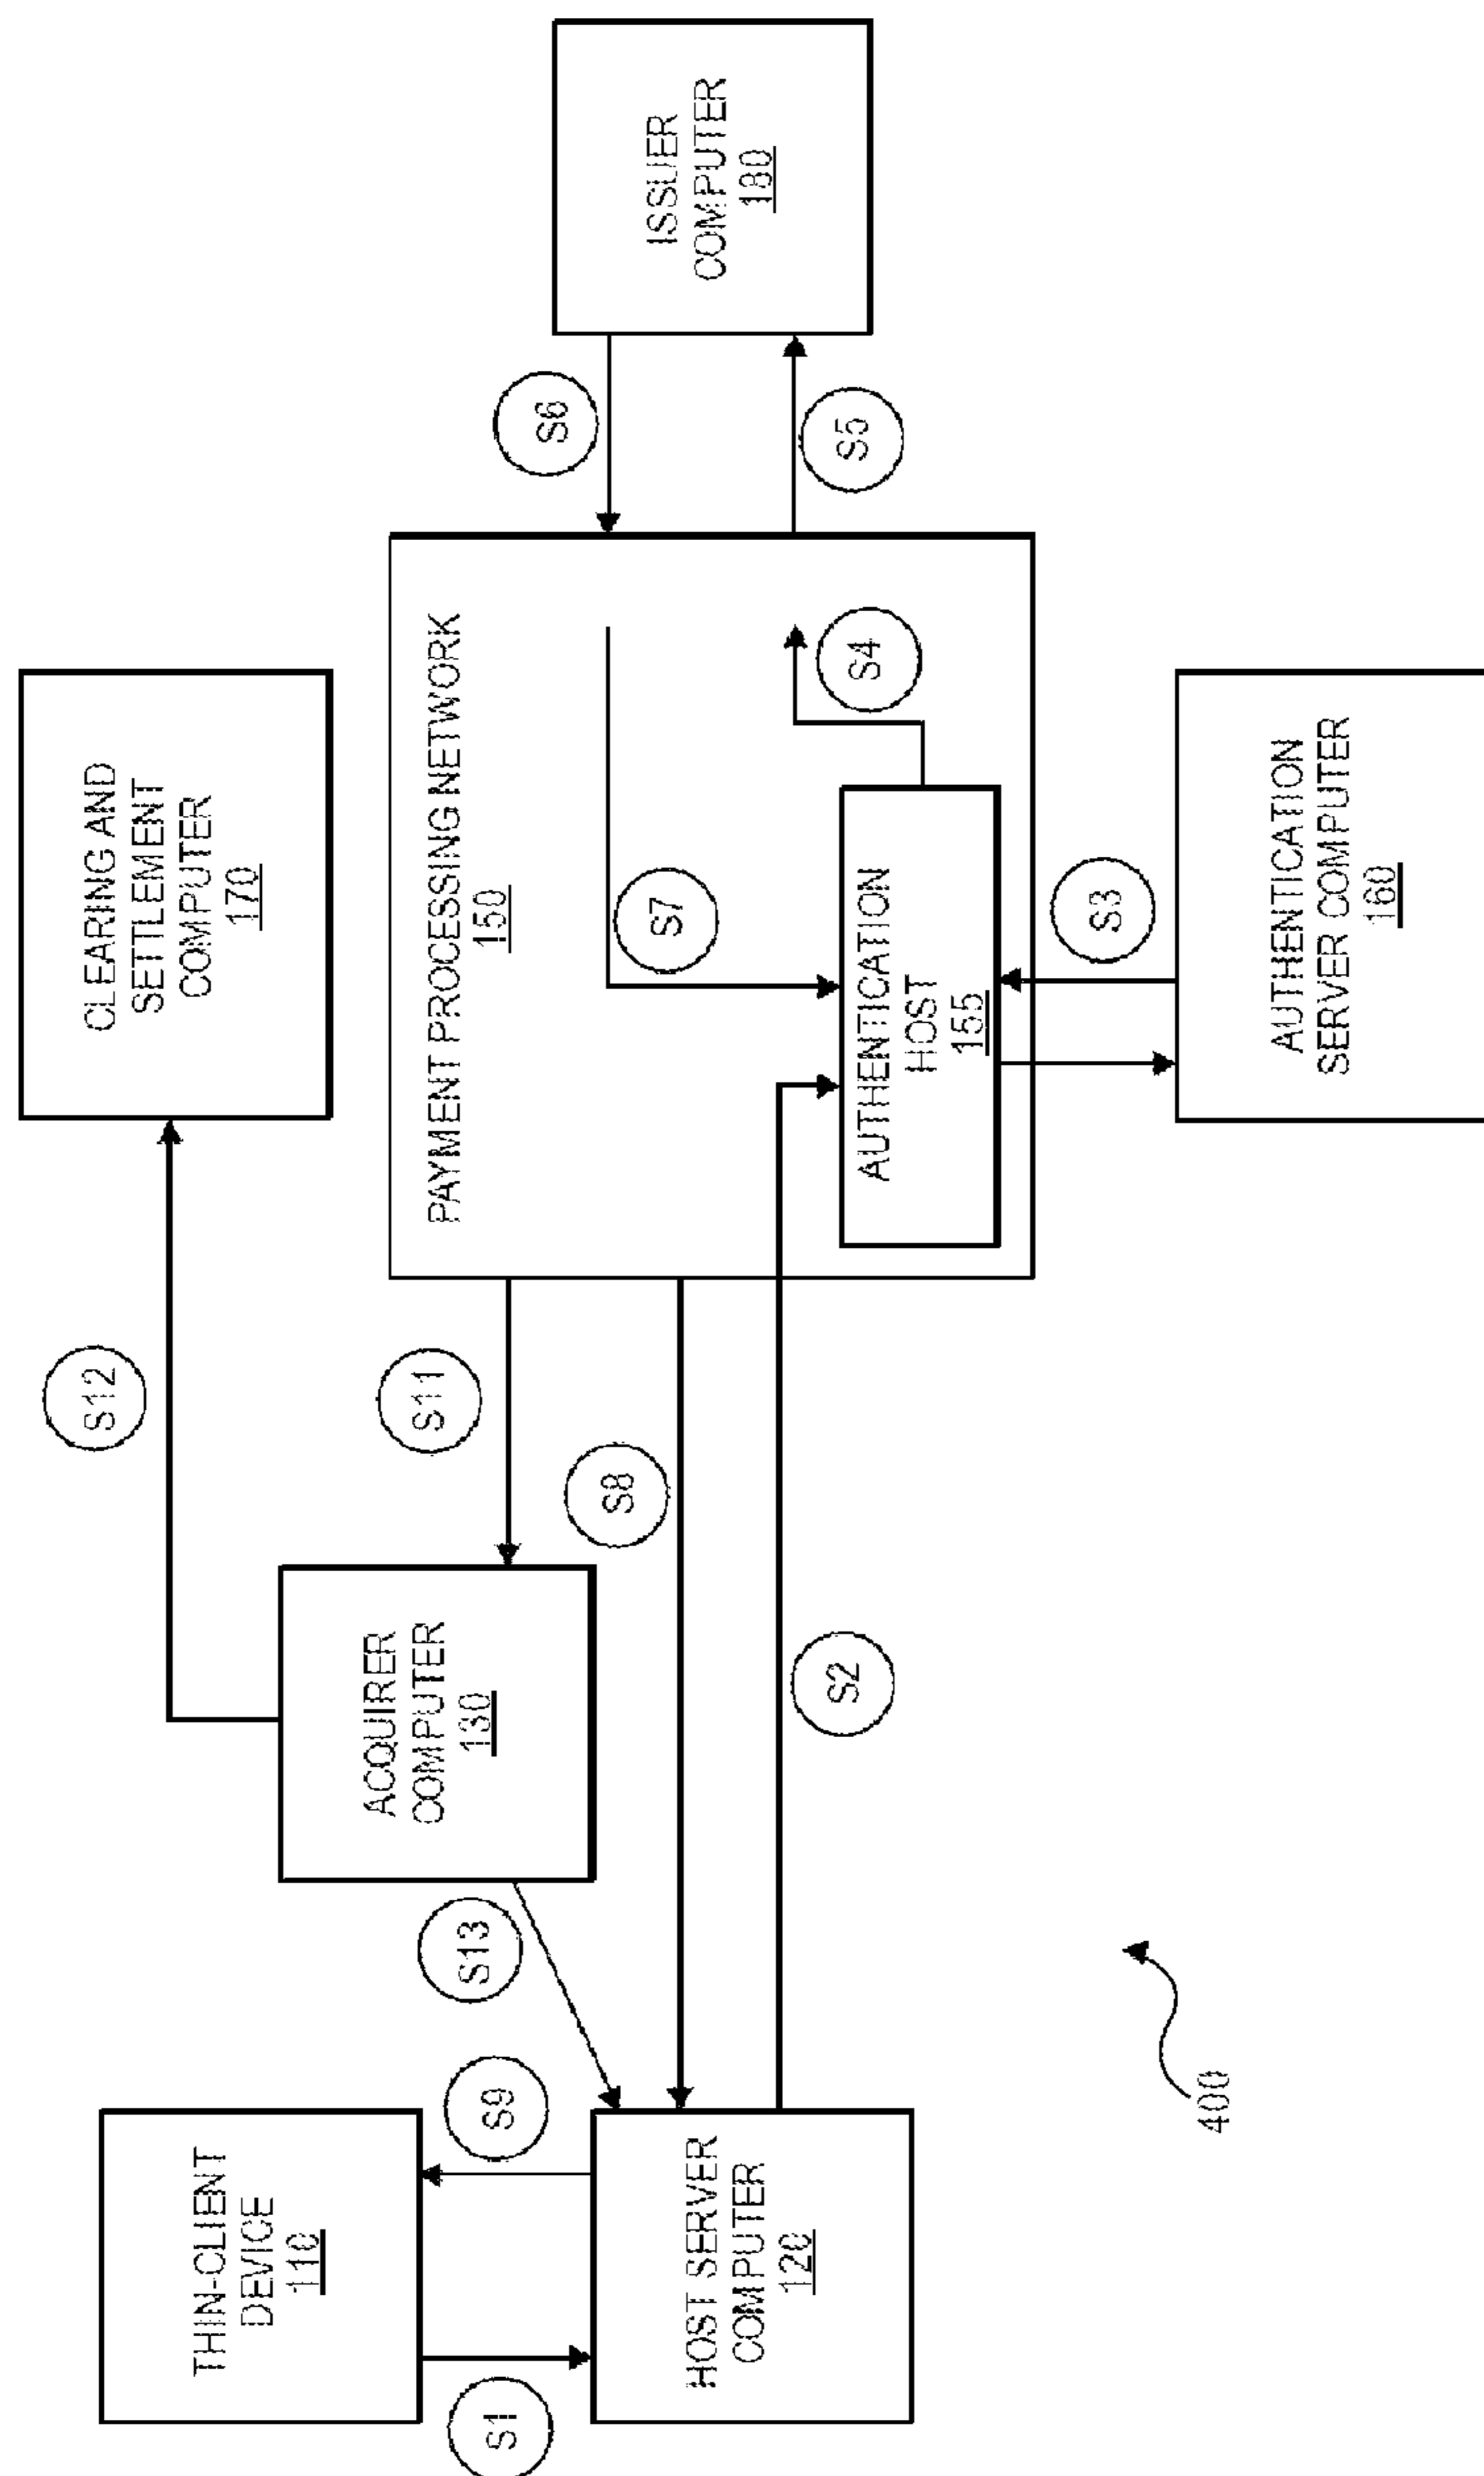 CLEARING AND
SETTLEMENT
COMPUTER
170
S12
THIN-CLIENT
DEVICE
110
ACQUIRER
COMPUTER
130
S11
PAYMENT PROCESSING NETWORK
150
S1
S9
S13
S8
S7
S6
ISSUER
COMPUTER
180
HOST SERVER
COMPUTER
120
S2
S4
S5
AUTHENTICATION
HOST
155
S3
400
AUTHENTICATION
SERVER COMPUTER
160